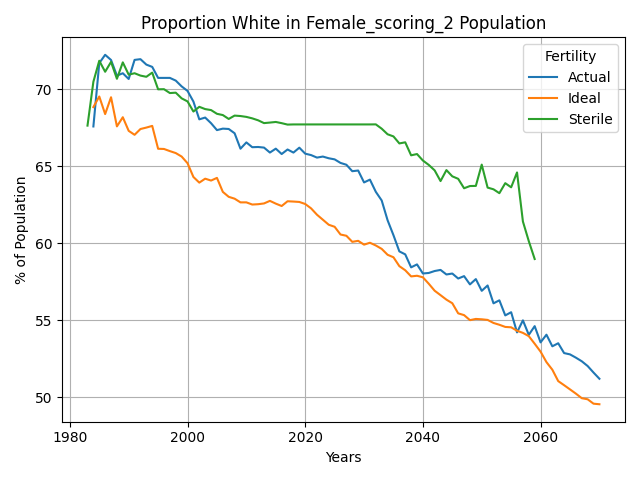 Proportion White in Female_scoring_2 Population
% of Population
70
65
60
55
50
Fertility
Actual
Ideal
Sterile
1980
2000
2020
2040
2060
Years